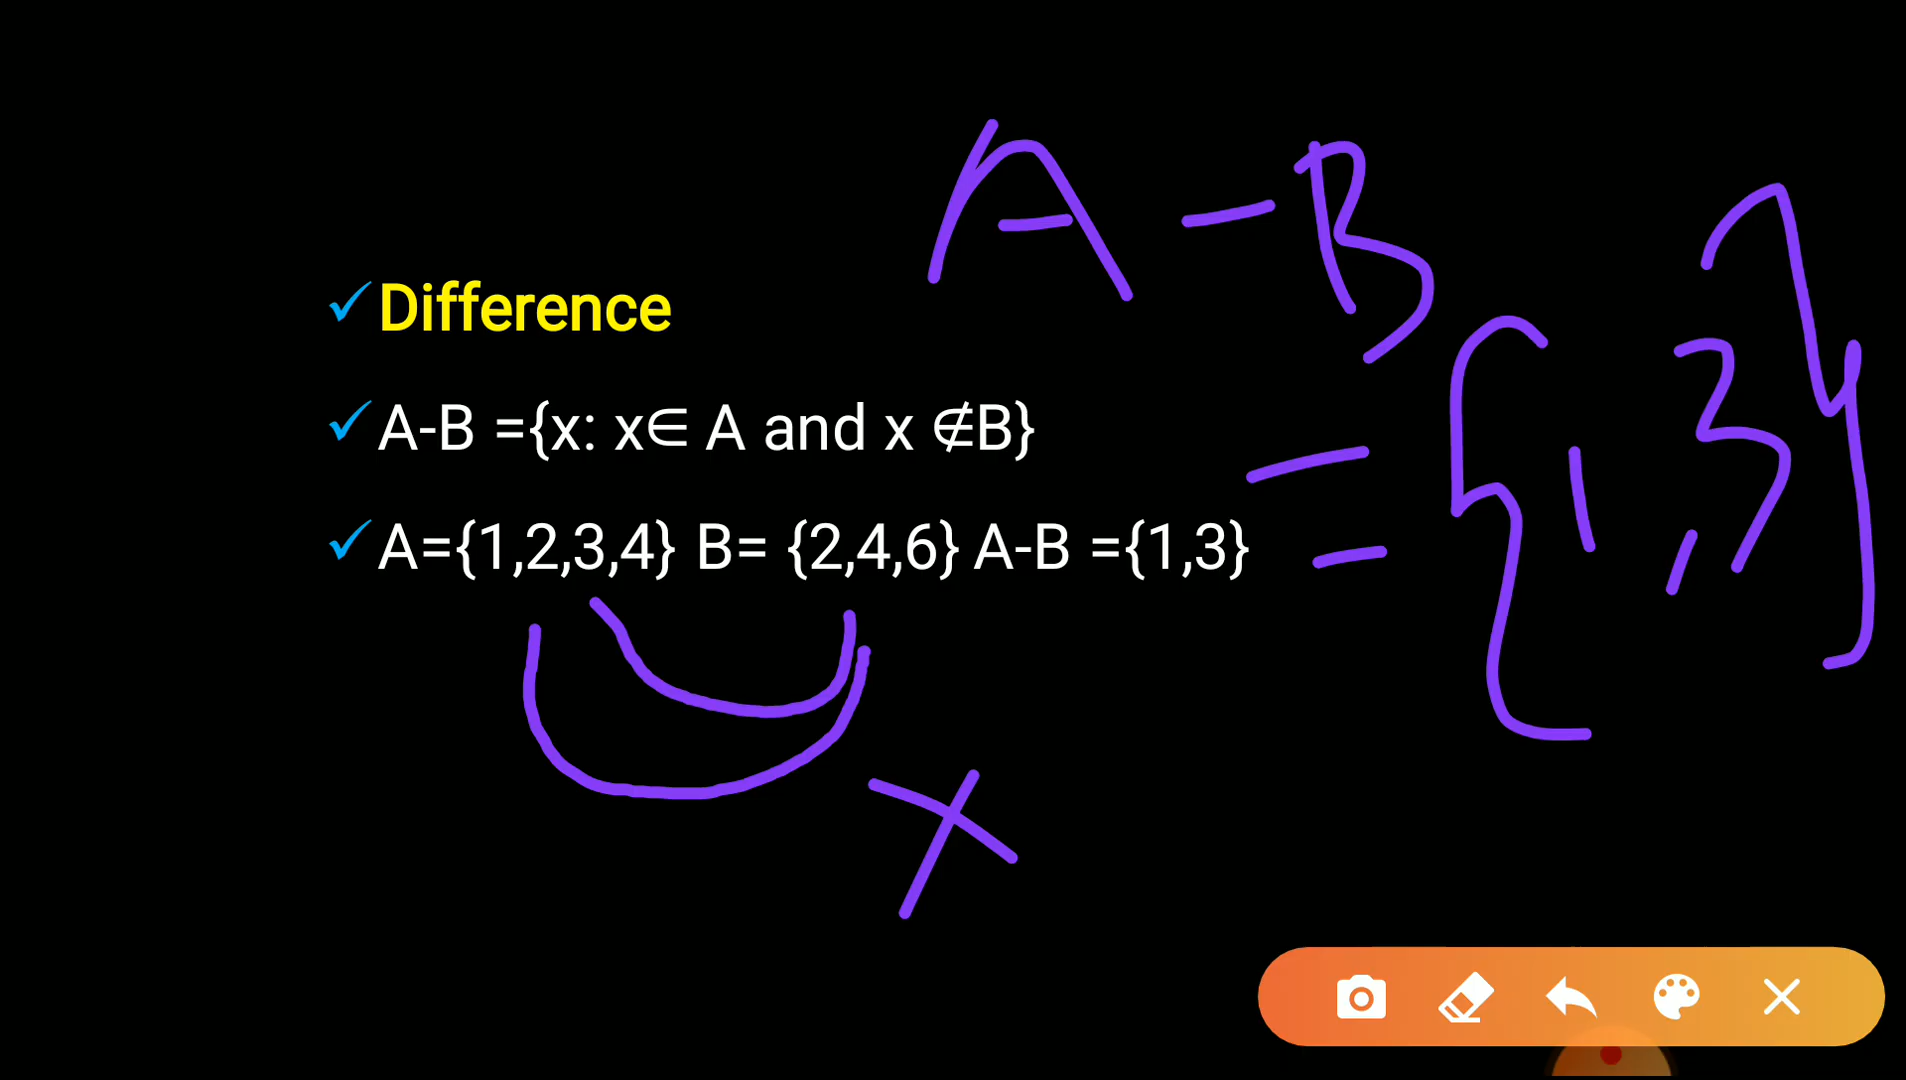 A - B
Difference
A-B ={x: x∈ A and x ∉B}
= {1,3}
A={1,2,3,4} B= {2,4,6} A-B ={1,3}
x